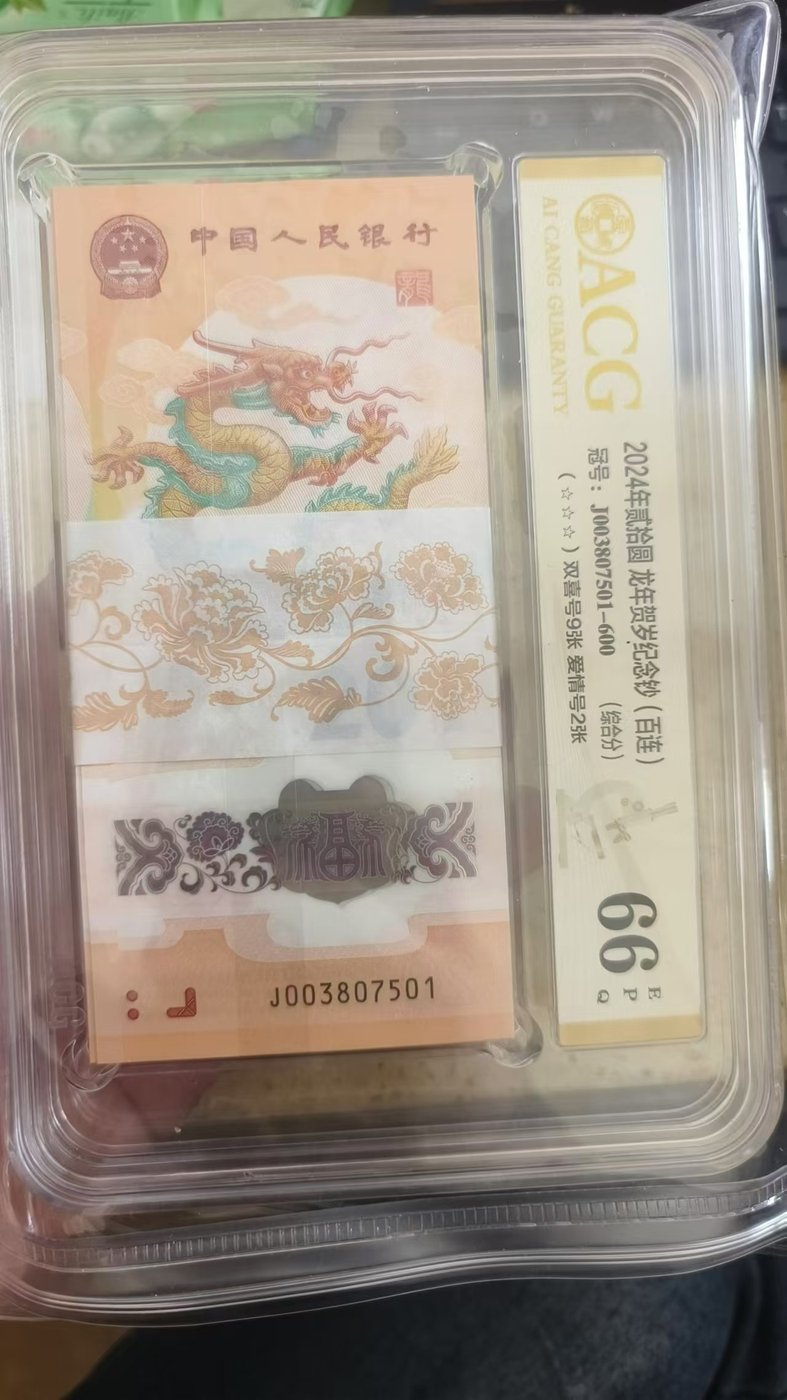 中国人民银行
福
J003807501
ACG
AI CANG GUARANTY
2024年贰拾圆 龙年贺岁纪念钞（百连）
冠号：J003807501-600 （综合分）
（☆☆☆）双喜号9张 爱情号2张
66
E
P
Q